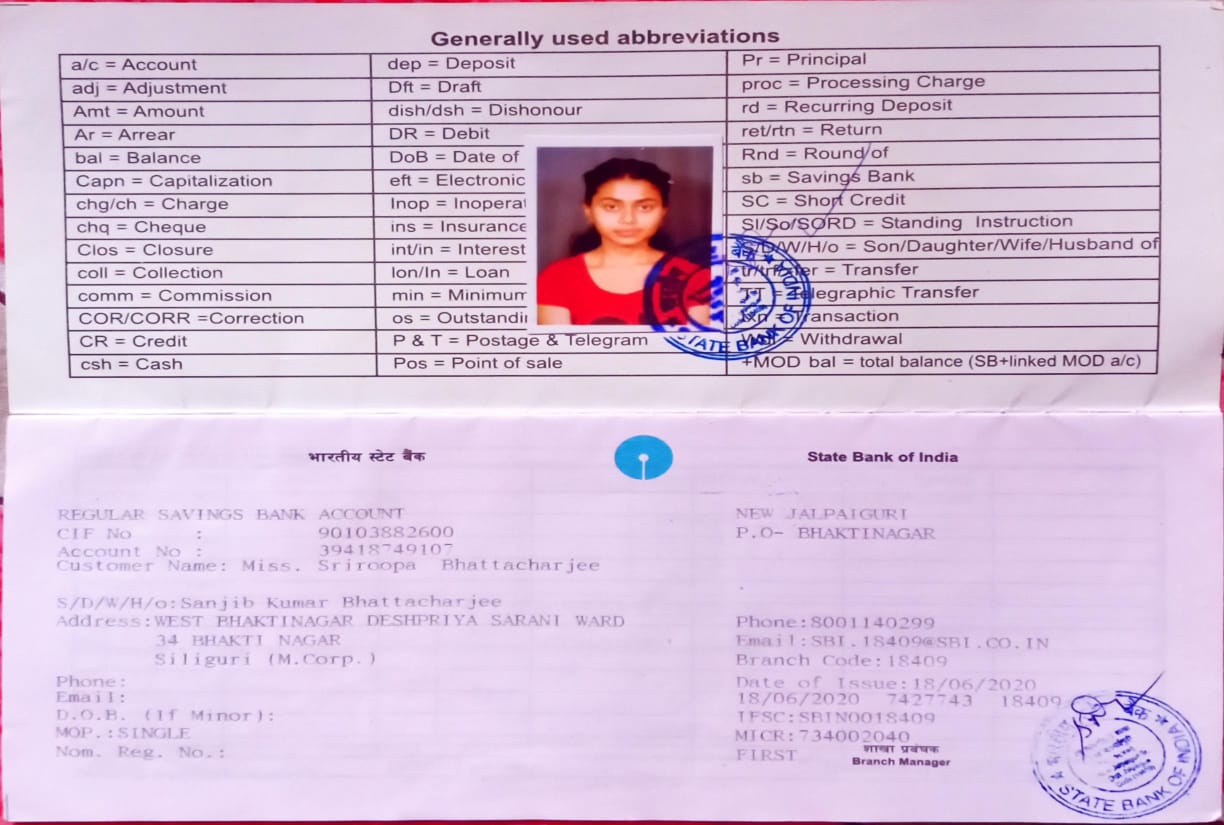 Generally used abbreviations
a/c = Account
adj = Adjustment
Amt = Amount
Ar = Arrear
bal = Balance
Capn = Capitalization
chg/ch = Charge
chq = Cheque
Clos = Closure
coll = Collection
comm = Commission
COR/CORR =Correction
CR = Credit
csh = Cash
dep = Deposit
Dft = Draft
dish/dsh = Dishonour
DR = Debit
DoB = Date of
eft = Electronic
Inop =
ins = Insurance
int/in = Interest
lon/ln = Loan
min = Minimum
os =
P & T = Postage & Telegram
Pos = Point of sale
Pr = Principal
proc = Processing Charge
rd = Recurring Deposit
ret/rtn = Return
Rnd = Round of
sb = Savings Bank
SC = Short Credit
SI/So/SORD = Standing Instruction
S/D/W/H/o = Son/Daughter/Wife/Husband of
= Transfer
TT = Telegraphic Transfer
= Transaction
= Withdrawal
+MOD bal = total balance (SB+linked MOD a/c)
STATE BANK OF INDIA
भारतीय स्टेट बैंक
State Bank of India
REGULAR SAVINGS BANK ACCOUNT
CIF No : 90103882600
Account No : 39418749107
Customer Name: Miss. Sriroopa Bhattacharjee
S/D/W/H/o:Sanjib Kumar Bhattacharjee
Address:WEST BHAKTINAGAR DESHPRIYA SARANI WARD
34 BHAKTI NAGAR
Siliguri (M.Corp.)
Phone:
Email:
D.O.B. (If Minor):
MOP.:SINGLE
Nom. Reg. No.:
NEW JALPAIGURI
P.O- BHAKTINAGAR
Phone:8001140299
Email:SBI.18409@SBI.CO.IN
Branch Code:18409
Date of Issue:18/06/2020
18/06/2020 7427743 18409
IFSC:SBIN0018409
MICR:734002040
FIRST
शाखा प्रबंधक
Branch Manager
STATE BANK OF INDIA